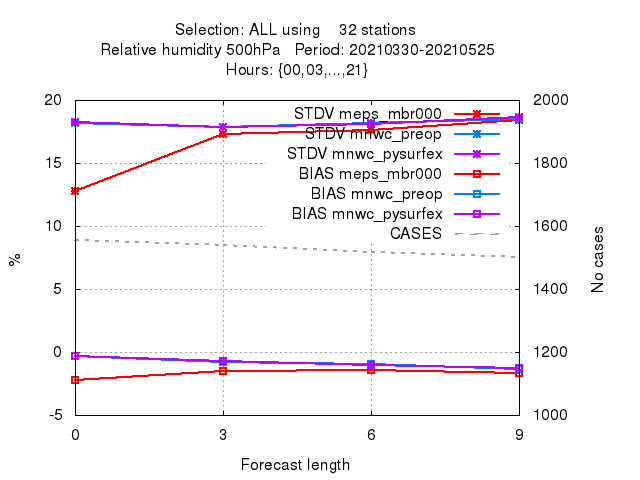 Selection: ALL using    32 stations
Relative humidity 500hPa   Period: 20210330-20210525
Hours: {00,03,...,21}
20
15
10
5
0
-5
%
2000
1800
1600
1400
1200
1000
No cases
STDV meps_mbr000
STDV mnwc_preop
STDV mnwc_pysurfex
BIAS meps_mbr000
BIAS mnwc_preop
BIAS mnwc_pysurfex
CASES
0 3 6 9
Forecast length